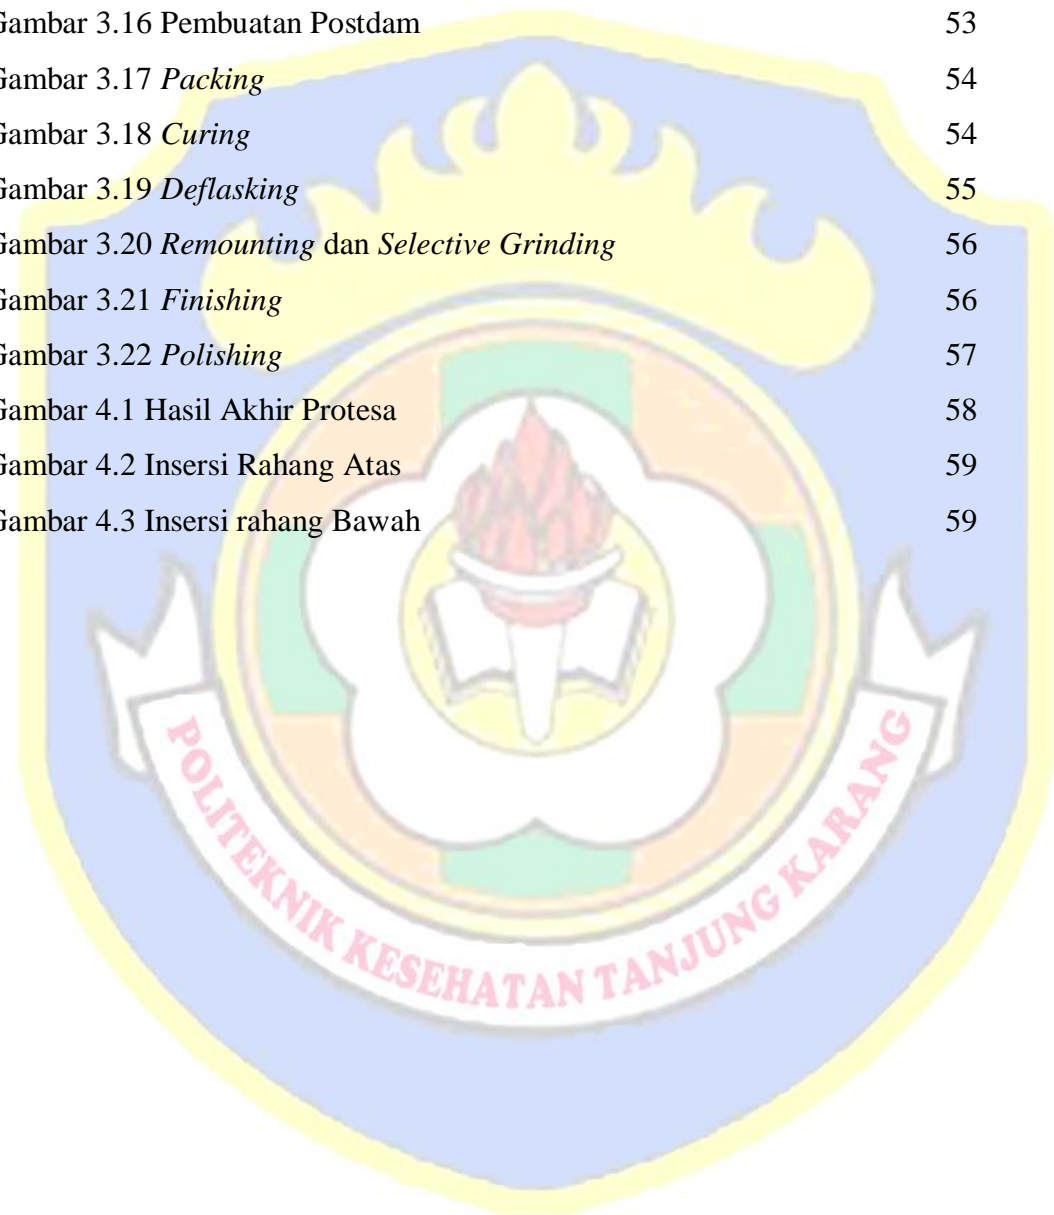 Gambar 3.16 Pembuatan Postdam 53
Gambar 3.17 Packing 54
Gambar 3.18 Curing 54
Gambar 3.19 Deflasking 55
Gambar 3.20 Remounting dan Selective Grinding 56
Gambar 3.21 Finishing 56
Gambar 3.22 Polishing 57
Gambar 4.1 Hasil Akhir Protesa 58
Gambar 4.2 Insersi Rahang Atas 59
Gambar 4.3 Insersi rahang Bawah 59
POLITEKNIK KESEHATAN TANJUNG KARANG